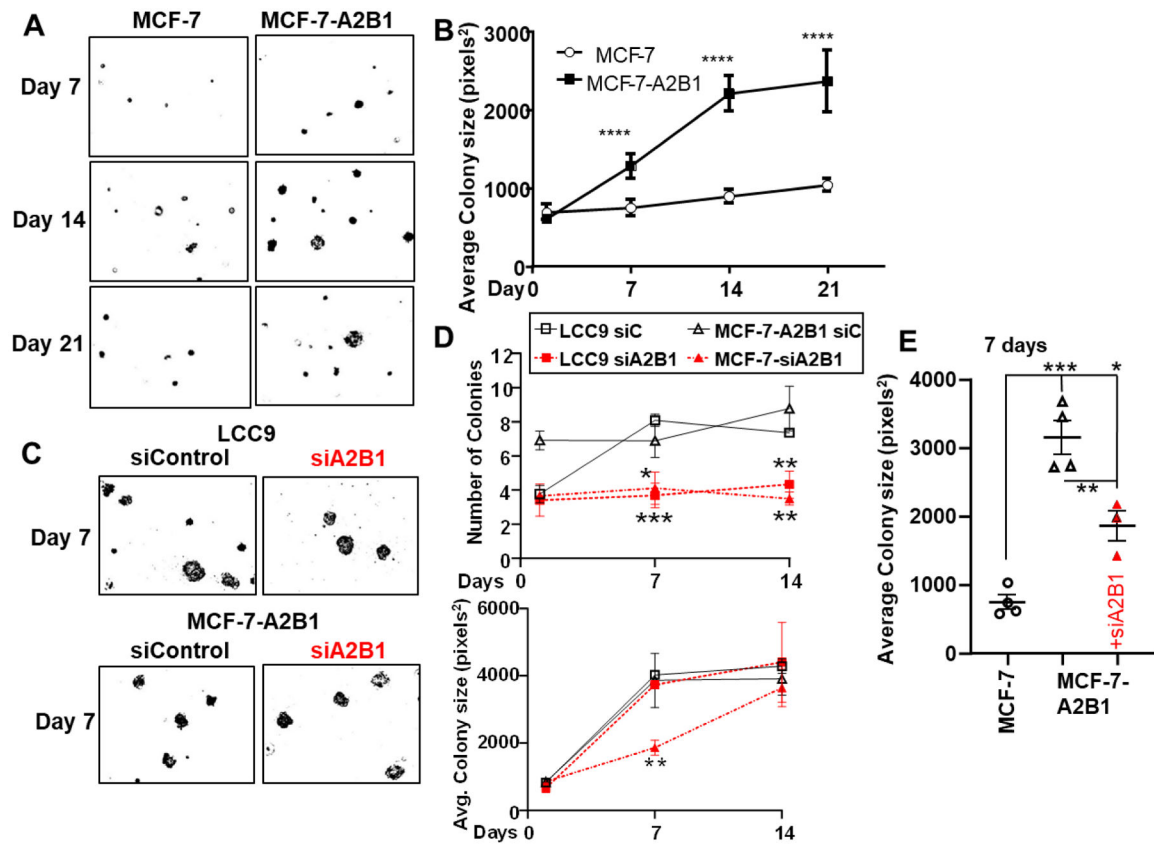 A
MCF-7 MCF-7-A2B1
Day 7
Day 14
Day 21
B
Average Colony size (pixels²)
3000
2000
1000
0
MCF-7
MCF-7-A2B1
****
****
****
Day 0 7 14 21
C
LCC9
siControl siA2B1
Day 7
MCF-7-A2B1
siControl siA2B1
Day 7
D
LCC9 siC MCF-7-A2B1 siC
LCC9 siA2B1 MCF-7-siA2B1
Number of Colonies
12
10
8
6
4
2
0
*
**
***
**
Days 0 7 14
Avg. Colony size (pixels²)
6000
4000
2000
0
**
Days 0 7 14
E
7 days
Average Colony size (pixels²)
4000
3000
2000
1000
0
*** *
**
+siA2B1
MCF-7
MCF-7-
A2B1